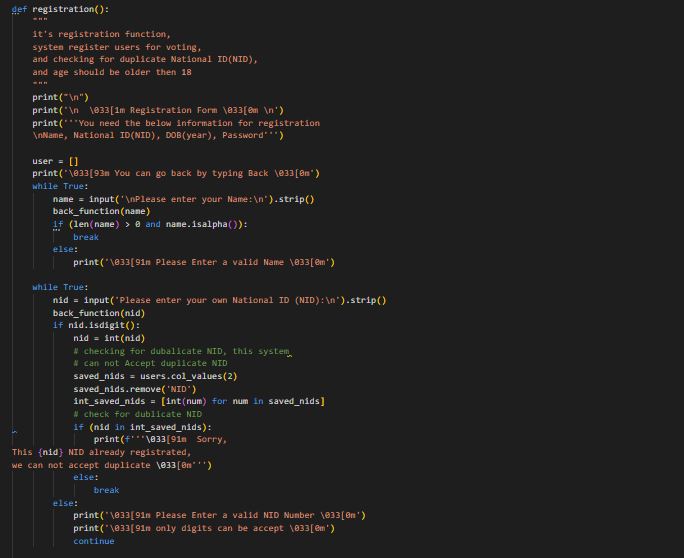 def registration():
    """
    it's registration function,
    system register users for voting,
    and checking for duplicate National ID(NID),
    and age should be older then 18
    """
    print("\n")
    print('\n  \033[1m Registration Form \033[0m \n')
    print('''You need the below information for registration
    \nName, National ID(NID), DOB(year), Password''')

    user = []
    print('\033[93m You can go back by typing Back \033[0m')
    while True:
        name = input('\nPlease enter your Name:\n').strip()
        back_function(name)
        if (len(name) > 0 and name.isalpha()):
            break
        else:
            print('\033[91m Please Enter a valid Name \033[0m')

    while True:
        nid = input('Please enter your own National ID (NID):\n').strip()
        back_function(nid)
        if nid.isdigit():
            nid = int(nid)
            # checking for dubalicate NID, this system
            # can not Accept duplicate NID
            saved_nids = users.col_values(2)
            saved_nids.remove('NID')
            int_saved_nids = [int(num) for num in saved_nids]
            # check for dublicate NID
            if (nid in int_saved_nids):
                print(f'''\033[91m  Sorry,
This {nid} NID already registrated,
we can not accept duplicate \033[0m''')
            else:
                break
        else:
            print('\033[91m Please Enter a valid NID Number \033[0m')
            print('\033[91m only digits can be accept \033[0m')
            continue